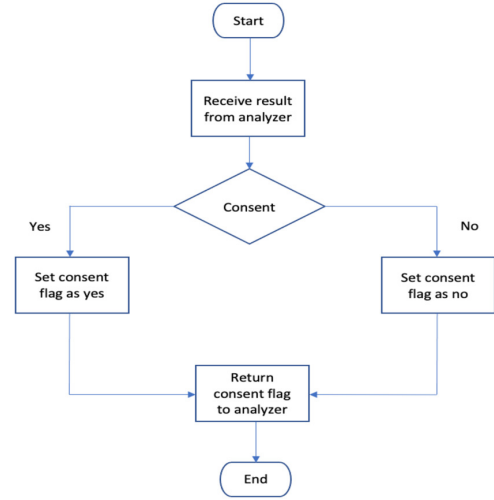 Start
Receive result
from analyzer
Consent
Yes
No
Set consent
flag as yes
Set consent
flag as no
Return
consent flag
to analyzer
End